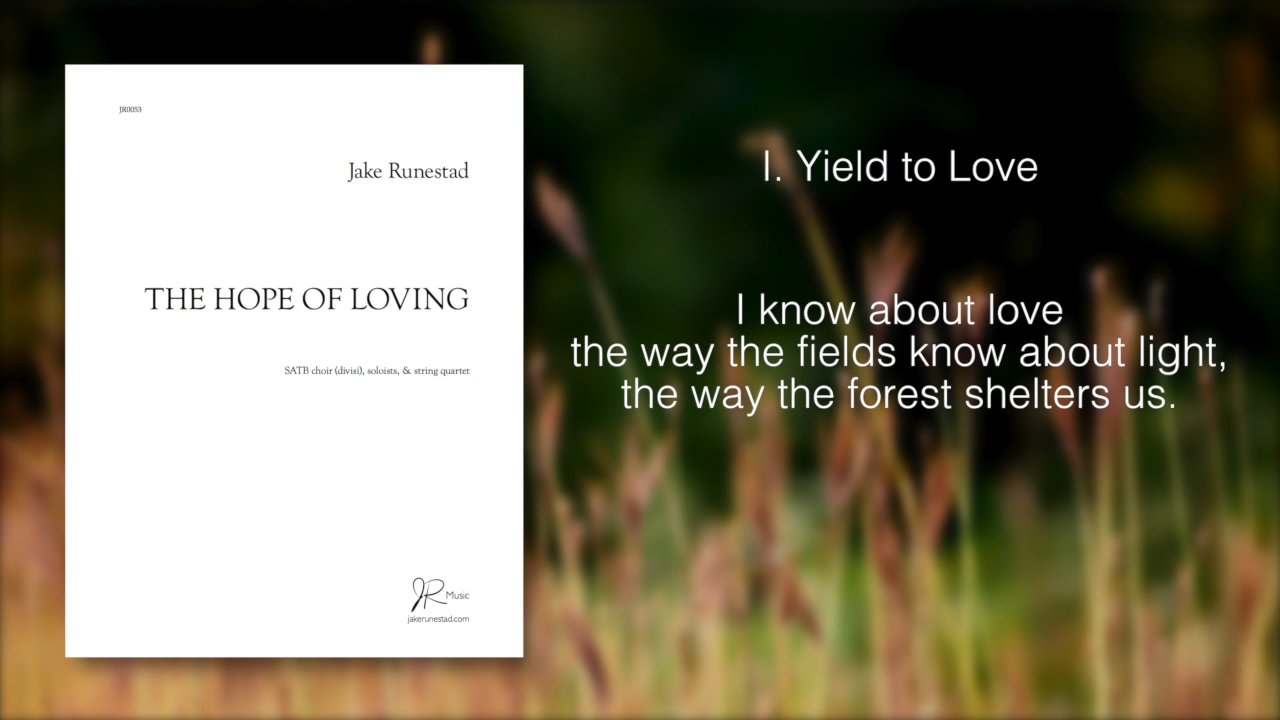 JR0053
Jake Runestad
THE HOPE OF LOVING
SATB choir (divisi), soloists, & string quartet
JR Music
jakerunestad.com
I. Yield to Love
I know about love
the way the fields know about light,
the way the forest shelters us.